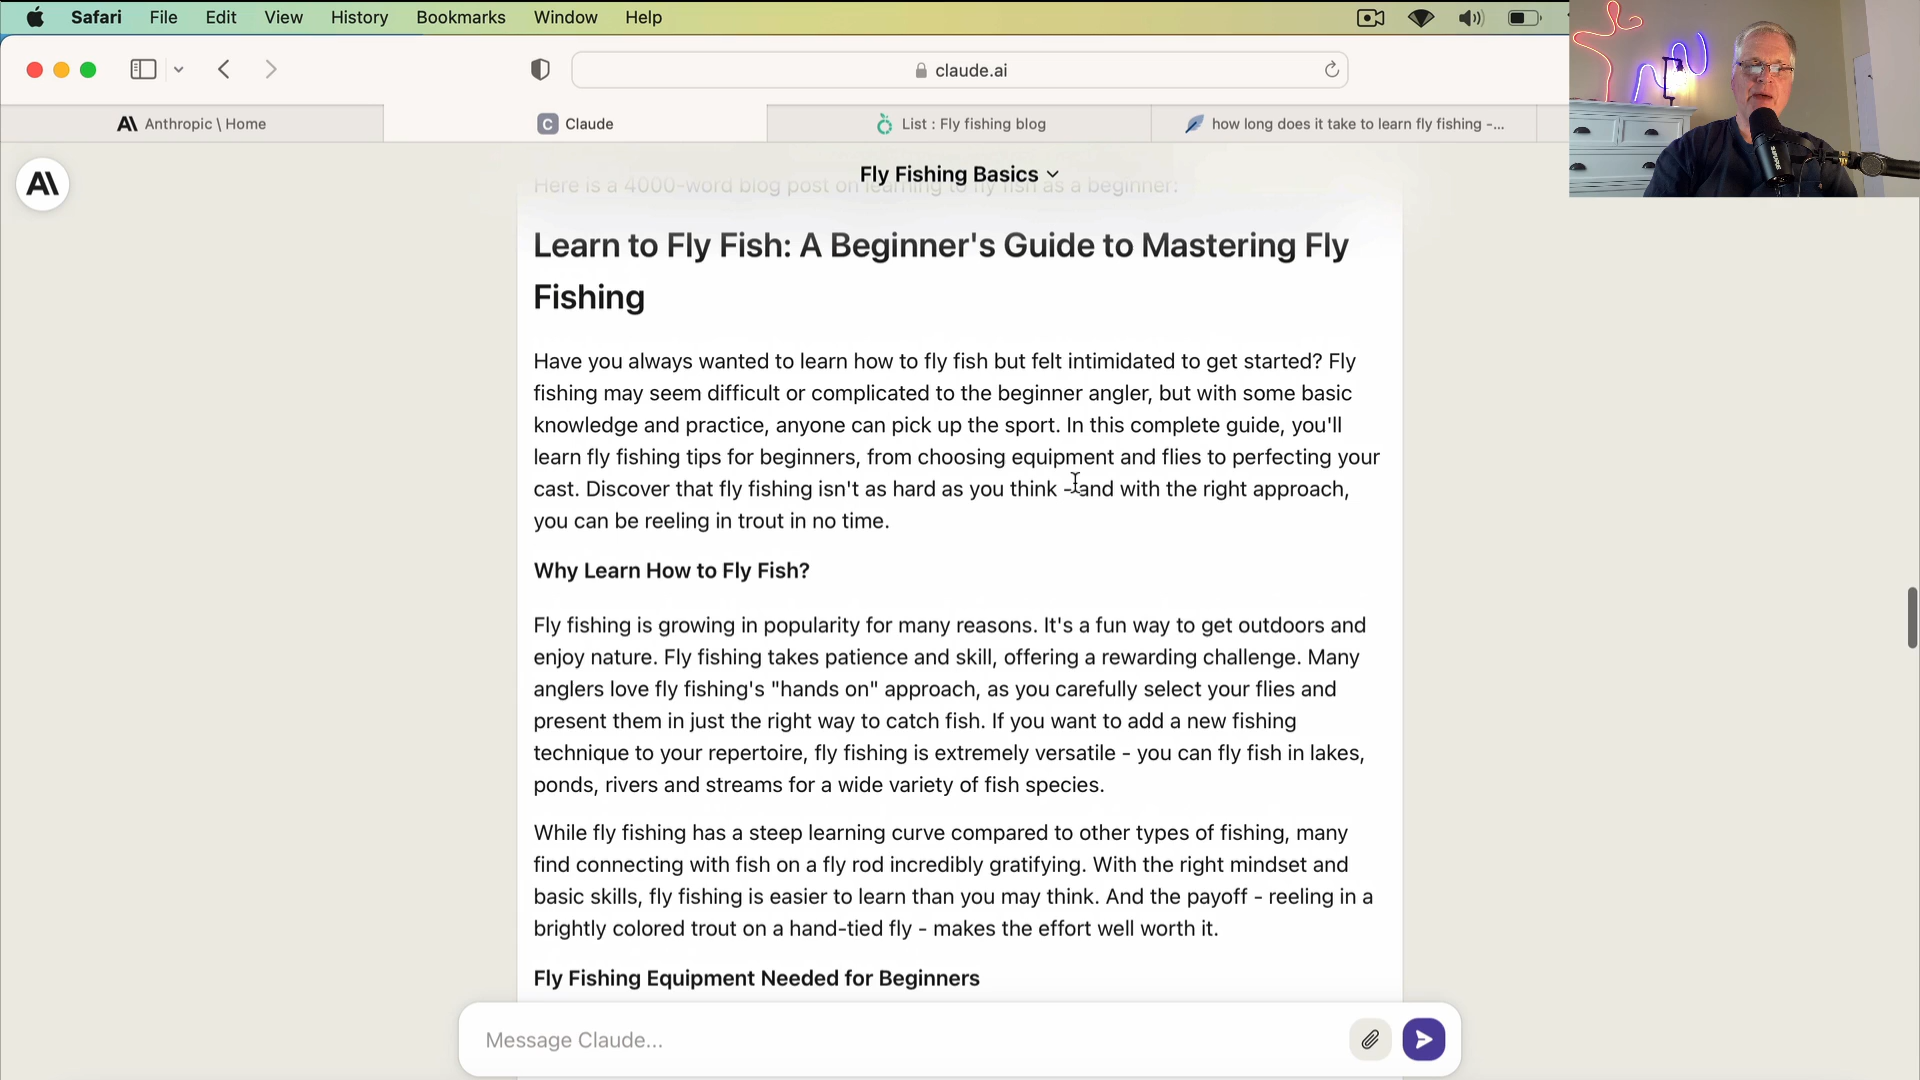 Safari File Edit View History Bookmarks Window Help
claude.ai
Anthropic \ Home
C Claude
List : Fly fishing blog
how long does it take to learn fly fishing -...
Fly Fishing Basics
Here is a 4000-word blog post on learning to fly fish as a beginner:
Learn to Fly Fish: A Beginner's Guide to Mastering Fly
Fishing
Have you always wanted to learn how to fly fish but felt intimidated to get started? Fly
fishing may seem difficult or complicated to the beginner angler, but with some basic
knowledge and practice, anyone can pick up the sport. In this complete guide, you'll
learn fly fishing tips for beginners, from choosing equipment and flies to perfecting your
cast. Discover that fly fishing isn't as hard as you think - and with the right approach,
you can be reeling in trout in no time.
Why Learn How to Fly Fish?
Fly fishing is growing in popularity for many reasons. It's a fun way to get outdoors and
enjoy nature. Fly fishing takes patience and skill, offering a rewarding challenge. Many
anglers love fly fishing's "hands on" approach, as you carefully select your flies and
present them in just the right way to catch fish. If you want to add a new fishing
technique to your repertoire, fly fishing is extremely versatile - you can fly fish in lakes,
ponds, rivers and streams for a wide variety of fish species.
While fly fishing has a steep learning curve compared to other types of fishing, many
find connecting with fish on a fly rod incredibly gratifying. With the right mindset and
basic skills, fly fishing is easier to learn than you may think. And the payoff - reeling in a
brightly colored trout on a hand-tied fly - makes the effort well worth it.
Fly Fishing Equipment Needed for Beginners
Message Claude...